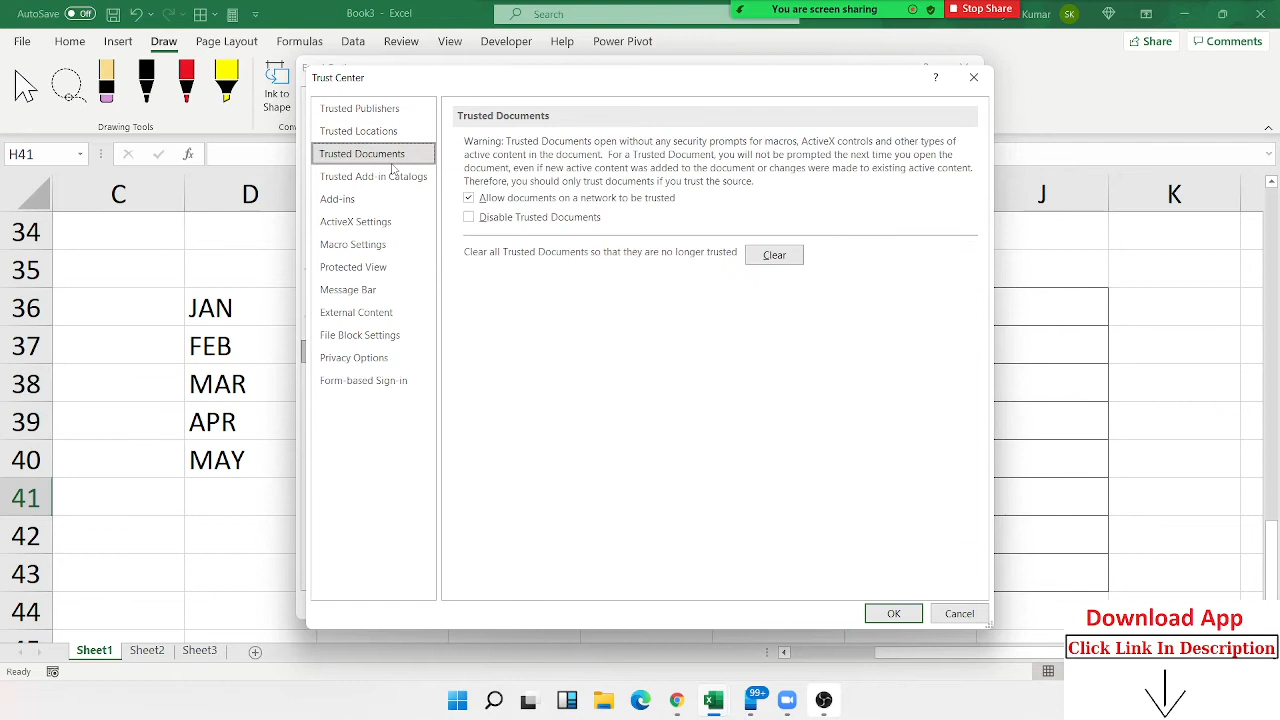 AutoSave Off Book3 - Excel Search You are screen sharing Stop Share Kumar SK
File Home Insert Draw Page Layout Formulas Data Review View Developer Help Power Pivot Share Comments
Ink to
Shape
Drawing Tools
H41
Trust Center
Trusted Publishers
Trusted Locations
Trusted Documents
Trusted Add-in Catalogs
Add-ins
ActiveX Settings
Macro Settings
Protected View
Message Bar
External Content
File Block Settings
Privacy Options
Form-based Sign-in
Trusted Documents
Warning: Trusted Documents open without any security prompts for macros, ActiveX controls and other types of
active content in the document. For a Trusted Document, you will not be prompted the next time you open the
document, even if new active content was added to the document or changes were made to existing active content.
Therefore, you should only trust documents if you trust the source.
Allow documents on a network to be trusted
Disable Trusted Documents
Clear all Trusted Documents so that they are no longer trusted Clear
OK Cancel
C D J K
34
35
36 JAN
37 FEB
38 MAR
39 APR
40 MAY
41
42
43
44
Sheet1 Sheet2 Sheet3
Ready
99+
Download App
Click Link In Description